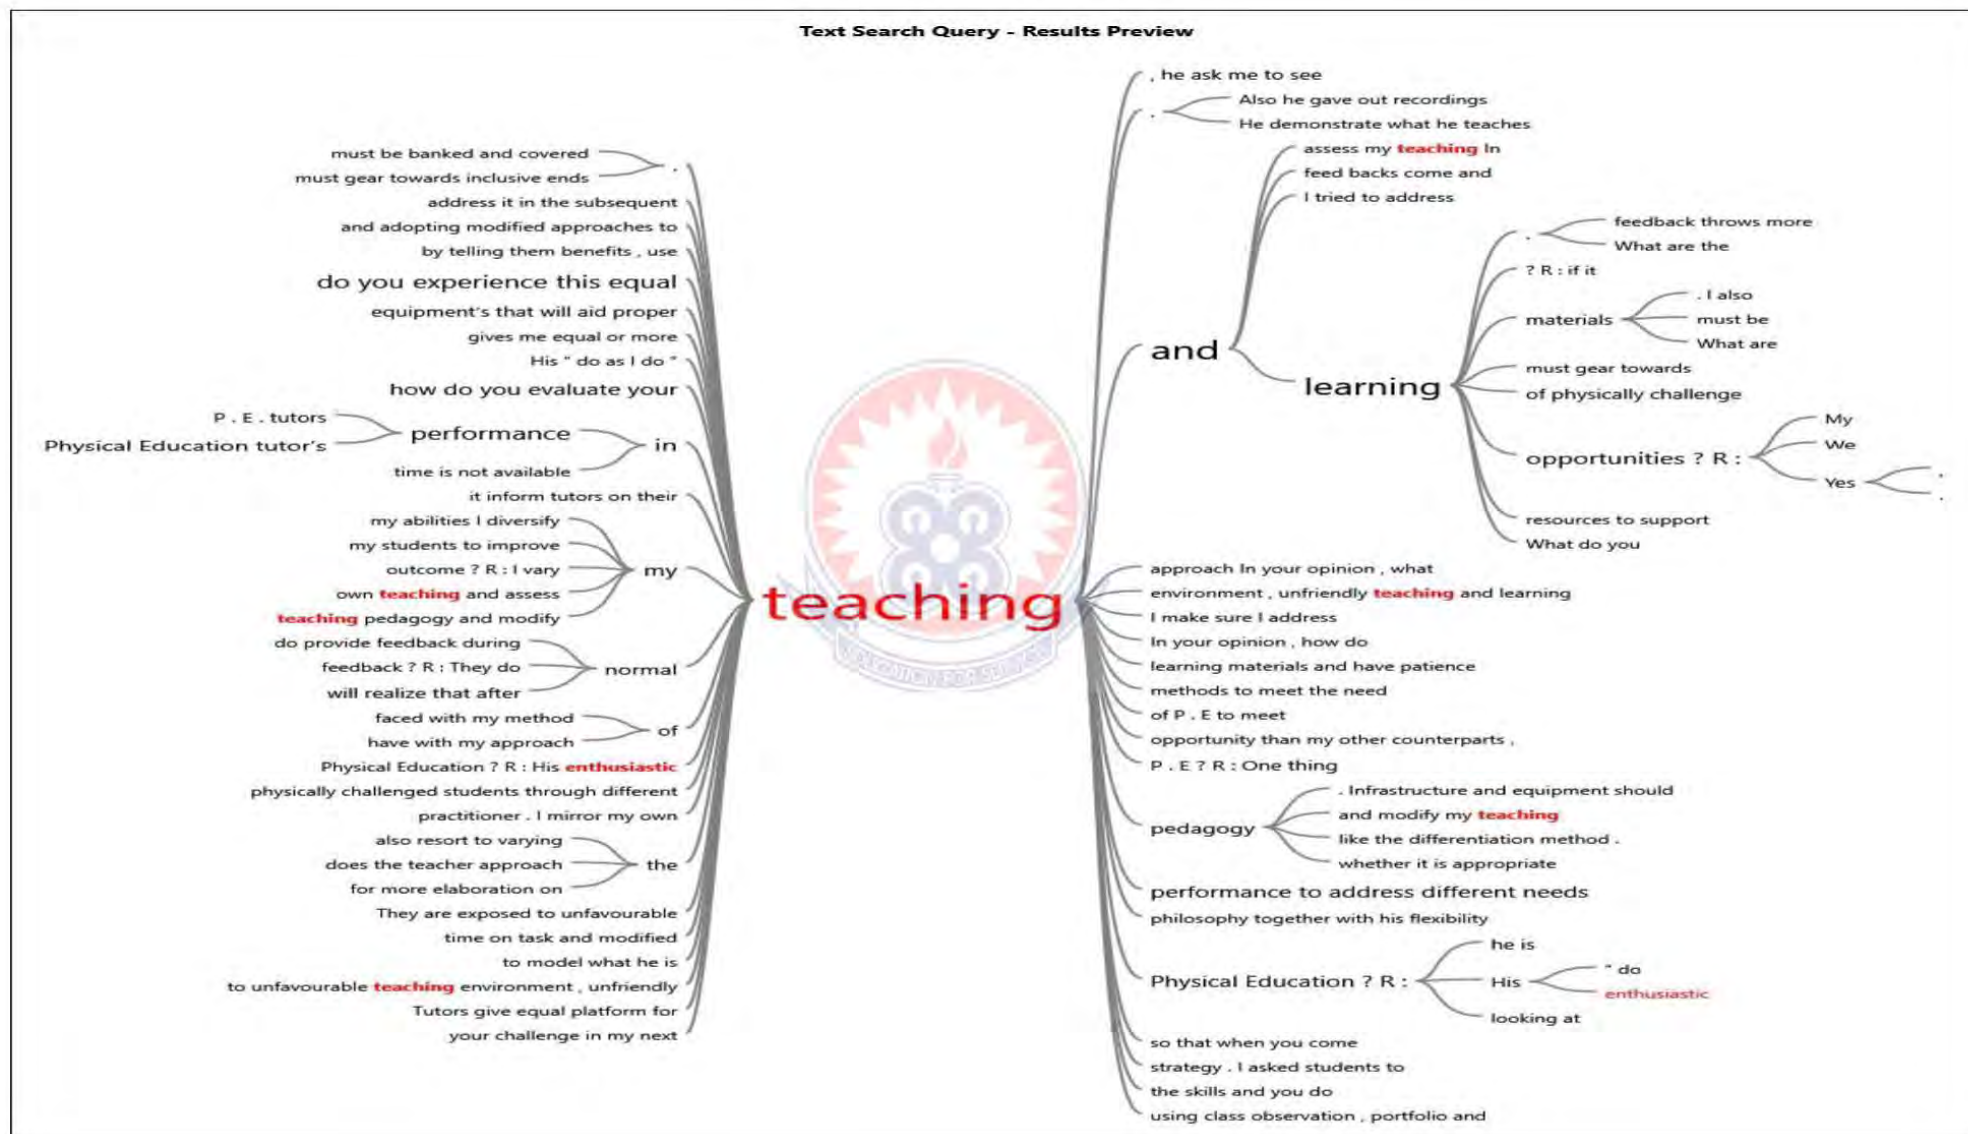 Text Search Query - Results Preview
must be banked and covered
must gear towards inclusive ends
.
address it in the subsequent
and adopting modified approaches to
by telling them benefits , use
do you experience this equal
equipment's that will aid proper
gives me equal or more
His " do as I do "
how do you evaluate your
P . E . tutors
Physical Education tutor's
performance
time is not available
in
it inform tutors on their
my abilities I diversify
my students to improve
outcome ? R : I vary
own teaching and assess
teaching pedagogy and modify
my
do provide feedback during
feedback ? R : They do
will realize that after
normal
faced with my method
have with my approach
of
Physical Education ? R : His enthusiastic
physically challenged students through different
practitioner . I mirror my own
also resort to varying
does the teacher approach
for more elaboration on
the
They are exposed to unfavourable
time on task and modified
to model what he is
to unfavourable teaching environment , unfriendly
Tutors give equal platform for
your challenge in my next
teaching
EDUCATION FOR SERVICE
, he ask me to see
.
Also he gave out recordings
He demonstrate what he teaches
and
assess my teaching In
feed backs come and
I tried to address
learning
.
feedback throws more
What are the
? R : if it
materials
. I also
must be
What are
must gear towards
of physically challenge
opportunities ? R :
My
We
Yes
.
.
resources to support
What do you
approach In your opinion , what
environment , unfriendly teaching and learning
I make sure I address
In your opinion , how do
learning materials and have patience
methods to meet the need
of P . E to meet
opportunity than my other counterparts ,
P . E ? R : One thing
pedagogy
. Infrastructure and equipment should
and modify my teaching
like the differentiation method .
whether it is appropriate
performance to address different needs
philosophy together with his flexibility
Physical Education ? R :
he is
His
" do
enthusiastic
looking at
so that when you come
strategy . I asked students to
the skills and you do
using class observation , portfolio and